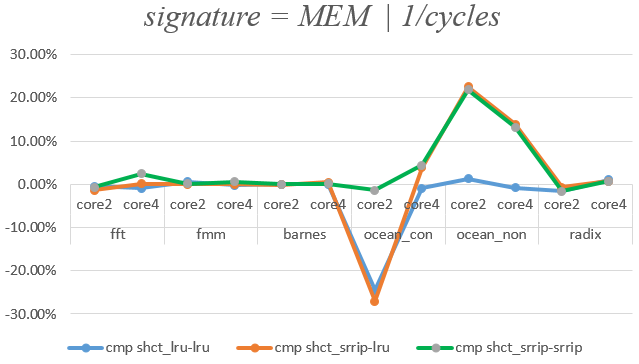 signature = MEM | 1/cycles
30.00%
20.00%
10.00%
0.00%
-10.00%
-20.00%
-30.00%
core2 core4 core2 core4 core2 core4 core2 core4 core2 core4 core2 core4
fft fmm barnes ocean_con ocean_non radix
cmp shct_lru-lru cmp shct_srrip-lru cmp shct_srrip-srrip